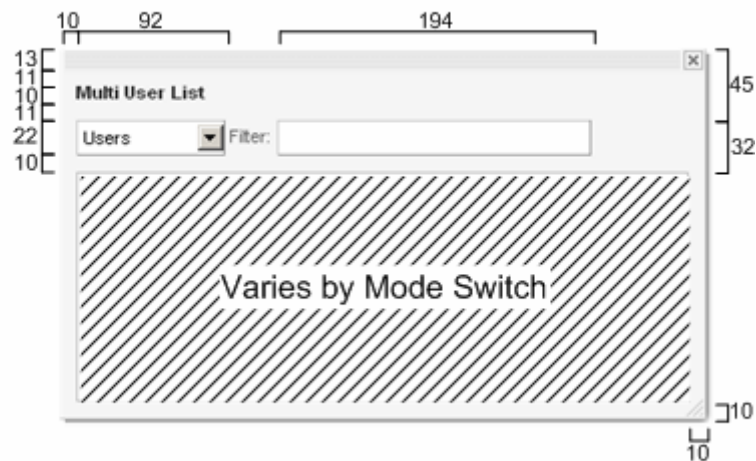 10 92 194
13
11
10
11
22
10
45
32
Multi User List
Users Filter:
Varies by Mode Switch
10
10